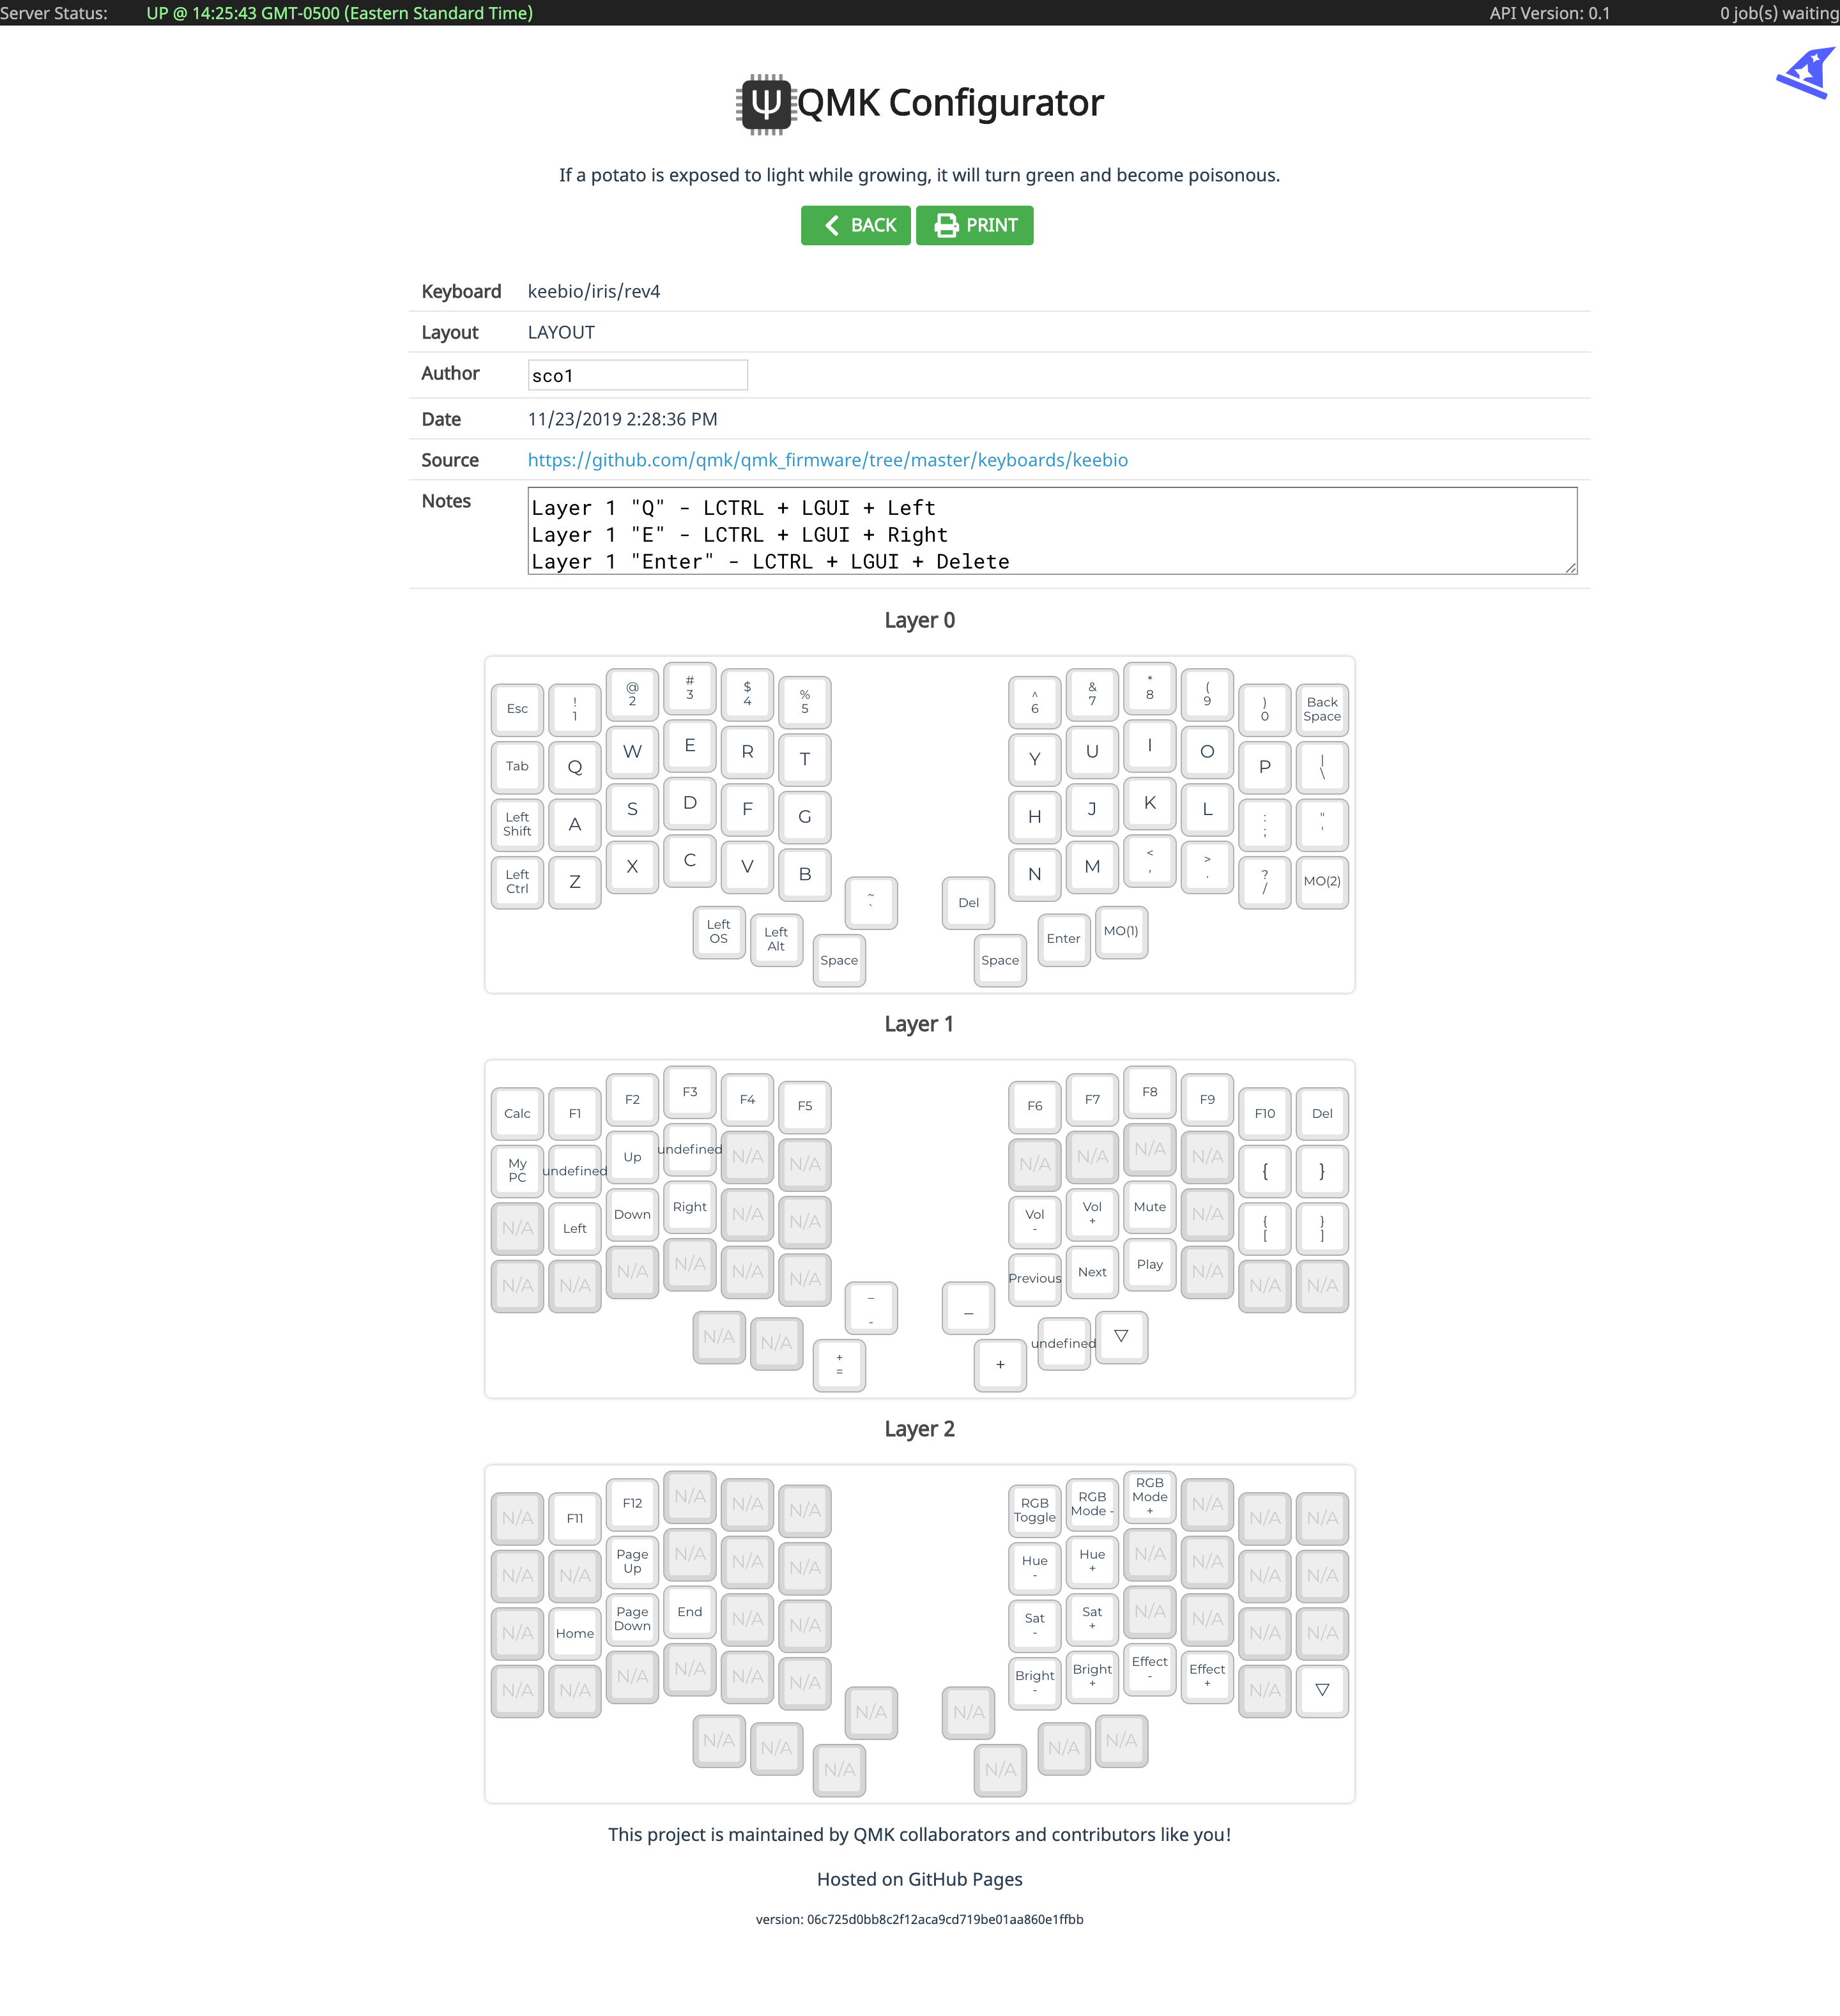 Server Status: UP @ 14:25:43 GMT-0500 (Eastern Standard Time) API Version: 0.1 0 job(s) waiting
QMK Configurator
If a potato is exposed to light while growing, it will turn green and become poisonous.
BACK PRINT
Keyboard keebio/iris/rev4
Layout LAYOUT
Author sco1
Date 11/23/2019 2:28:36 PM
Source https://github.com/qmk/qmk_firmware/tree/master/keyboards/keebio
Notes Layer 1 "Q" - LCTRL + LGUI + Left
Layer 1 "E" - LCTRL + LGUI + Right
Layer 1 "Enter" - LCTRL + LGUI + Delete
Layer 0
Esc ! 1 @ 2 # 3 $ 4 % 5 ^ 6 & 7 * 8 ( 9 ) 0 Back Space
Tab Q W E R T Y U I O P | \
Left Shift A S D F G H J K L : ; " '
Left Ctrl Z X C V B ~ ` Del N M < , > . ? / MO(2)
Left OS Left Alt Space Space Enter MO(1)
Layer 1
Calc F1 F2 F3 F4 F5 F6 F7 F8 F9 F10 Del
My PC undefined Up undefined N/A N/A N/A N/A N/A N/A { }
N/A Left Down Right N/A N/A Vol - Vol + Mute N/A { [ } ]
N/A N/A N/A N/A N/A N/A _ - _ Previous Next Play N/A N/A N/A
N/A N/A + = + undefined ▽
Layer 2
N/A F11 F12 N/A N/A N/A RGB Toggle RGB Mode - RGB Mode + N/A N/A N/A
N/A N/A Page Up N/A N/A N/A Hue - Hue + N/A N/A N/A N/A
N/A Home Page Down End N/A N/A Sat - Sat + N/A N/A N/A N/A
N/A N/A N/A N/A N/A N/A N/A N/A Bright - Bright + Effect - Effect + N/A ▽
N/A N/A N/A N/A N/A N/A
This project is maintained by QMK collaborators and contributors like you!
Hosted on GitHub Pages
version: 06c725d0bb8c2f12aca9cd719be01aa860e1ffbb